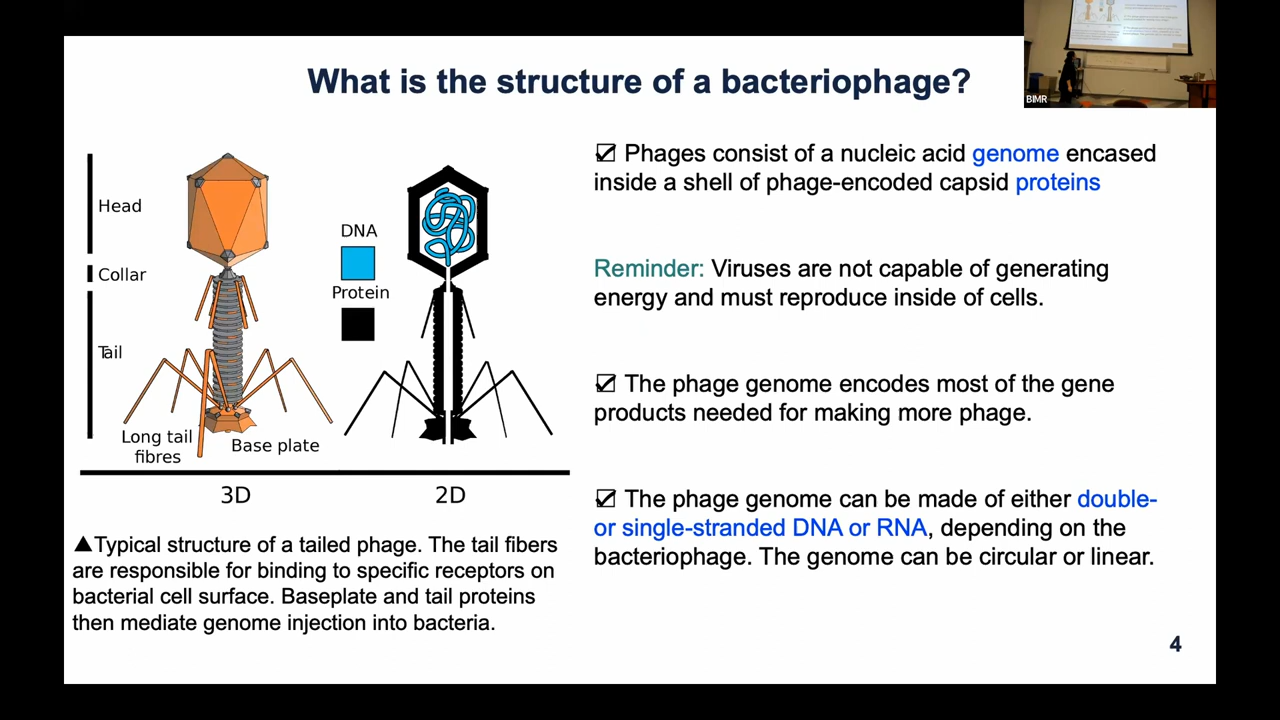 What is the structure of a bacteriophage?
BIMR
Head
Collar
Tail
Long tail
fibres
Base plate
DNA
Protein
3D
2D
▲Typical structure of a tailed phage. The tail fibers
are responsible for binding to specific receptors on
bacterial cell surface. Baseplate and tail proteins
then mediate genome injection into bacteria.
☑ Phages consist of a nucleic acid genome encased
inside a shell of phage-encoded capsid proteins
Reminder: Viruses are not capable of generating
energy and must reproduce inside of cells.
☑ The phage genome encodes most of the gene
products needed for making more phage.
☑ The phage genome can be made of either double-
or single-stranded DNA or RNA, depending on the
bacteriophage. The genome can be circular or linear.
4